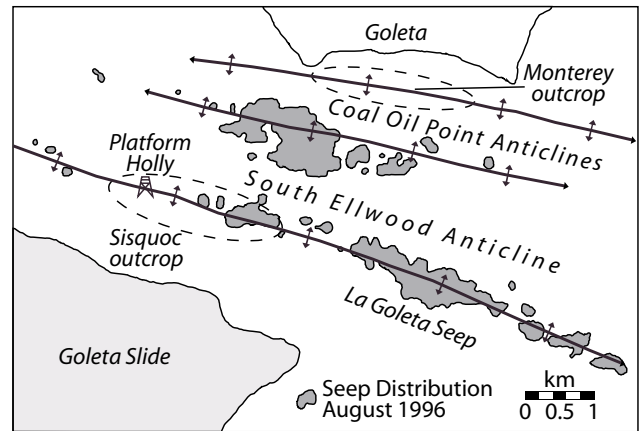 Goleta
Monterey
outcrop
Coal Oil Point Anticlines
Platform
Holly
South Ellwood Anticline
Sisquoc
outcrop
La Goleta Seep
Goleta Slide
Seep Distribution
August 1996
km
0 0.5 1